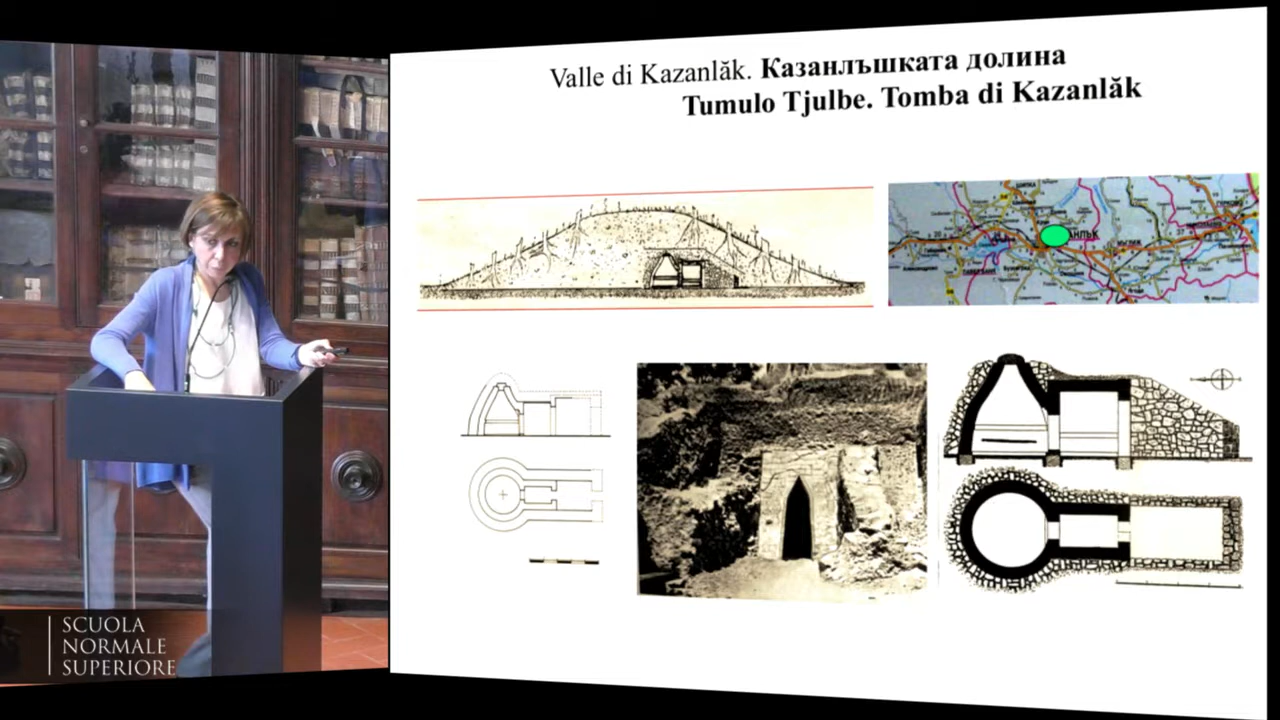 Valle di Kazanlăk. Казанлъшката долина
Tumulo Tjulbe. Tomba di Kazanlăk
SCUOLA
NORMALE
SUPERIORE